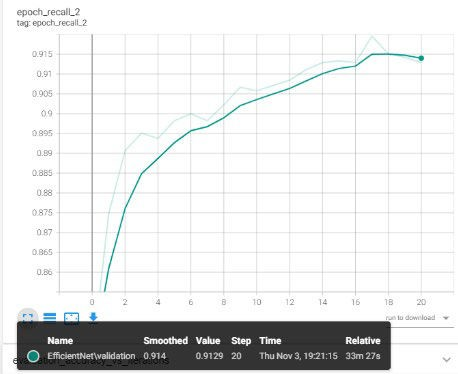 epoch_recall_2
tag: epoch_recall_2
0.915
0.91
0.905
0.9
0.895
0.89
0.885
0.88
0.875
0.87
0.865
0.86
0 2 4 6 8 10 12 14 16 18 20
run to download
Name Smoothed Value Step Time Relative
EfficientNet\validation 0.914 0.9129 20 Thu Nov 3, 19:21:15 33m 27s
evaluation_accuracy_vs_iterations